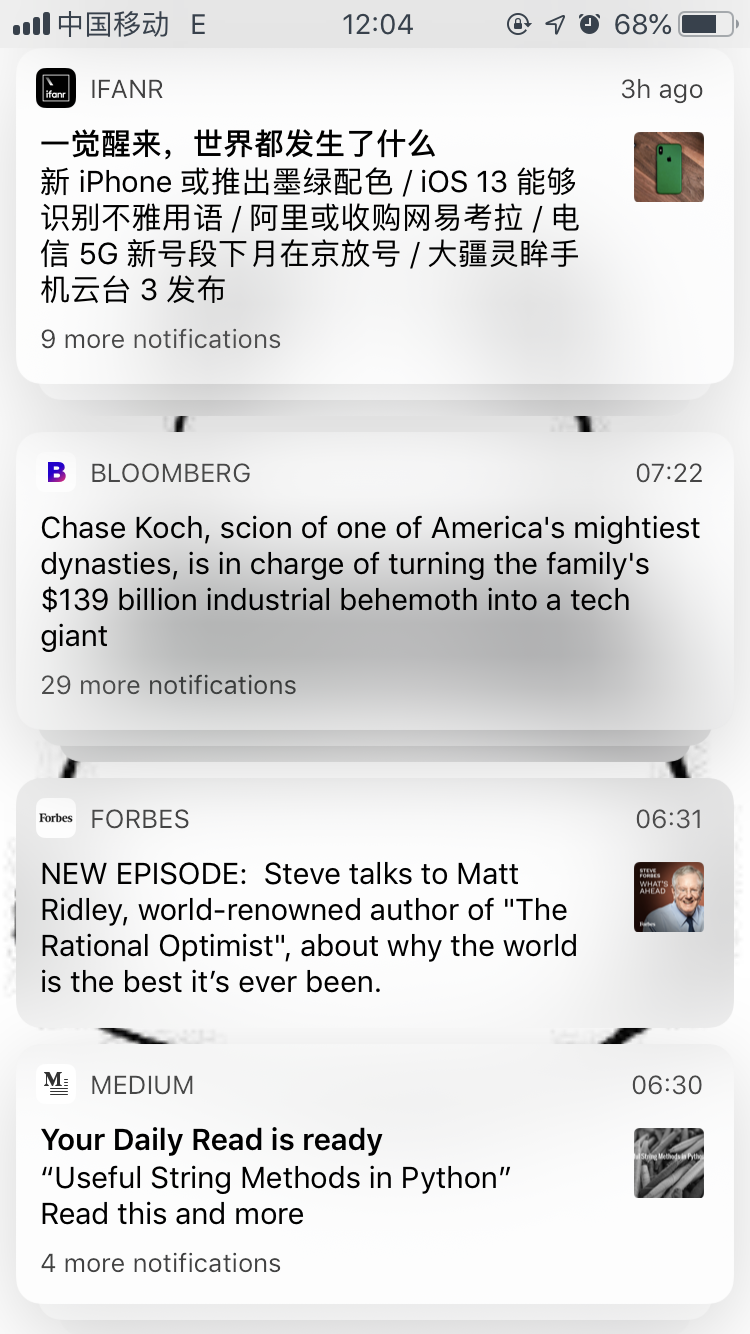 中国移动 E 12:04 68%
ifanr IFANR 3h ago
一觉醒来，世界都发生了什么
新 iPhone 或推出墨绿配色 / iOS 13 能够
识别不雅用语 / 阿里或收购网易考拉 / 电
信 5G 新号段下月在京放号 / 大疆灵眸手
机云台 3 发布
9 more notifications
B BLOOMBERG 07:22
Chase Koch, scion of one of America's mightiest
dynasties, is in charge of turning the family's
$139 billion industrial behemoth into a tech
giant
29 more notifications
Forbes FORBES 06:31
NEW EPISODE:  Steve talks to Matt
Ridley, world-renowned author of "The
Rational Optimist", about why the world
is the best it’s ever been.
STEVE
FORBES
WHAT'S
AHEAD
Forbes
M MEDIUM 06:30
Your Daily Read is ready
“Useful String Methods in Python”
Read this and more
String Methods in
4 more notifications